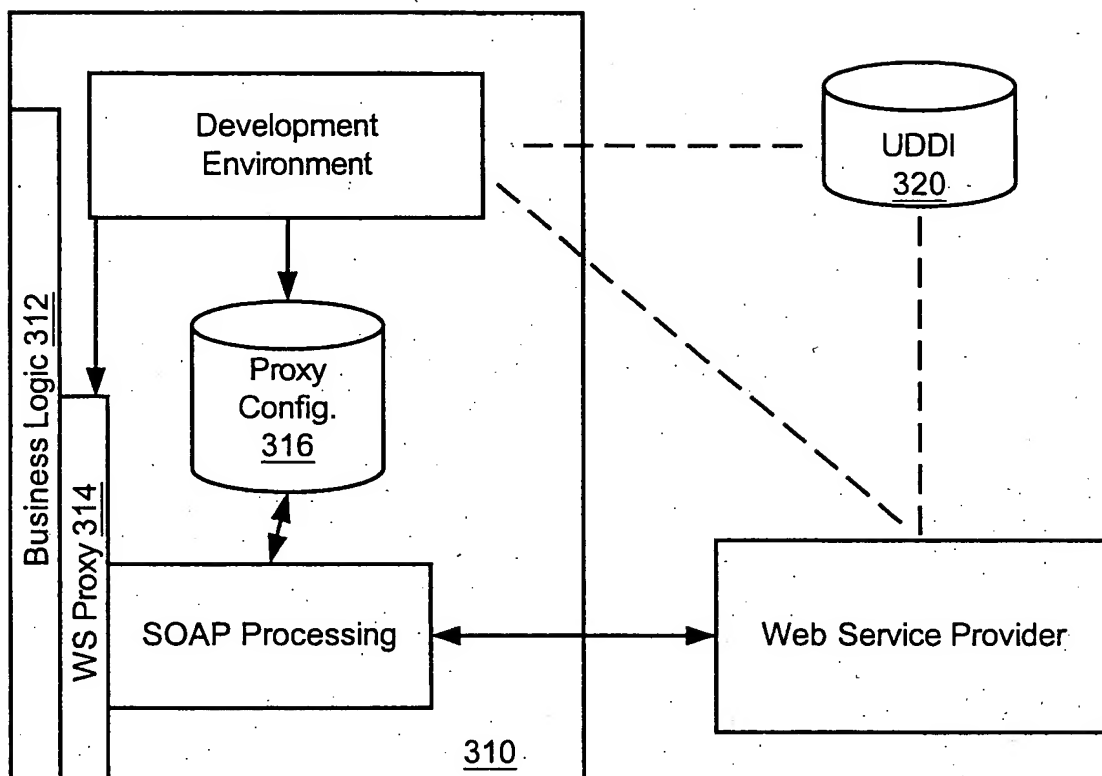 Development
Environment
UDDI
320
Business Logic 312
WS Proxy 314
Proxy
Config.
316
SOAP Processing
Web Service Provider
310